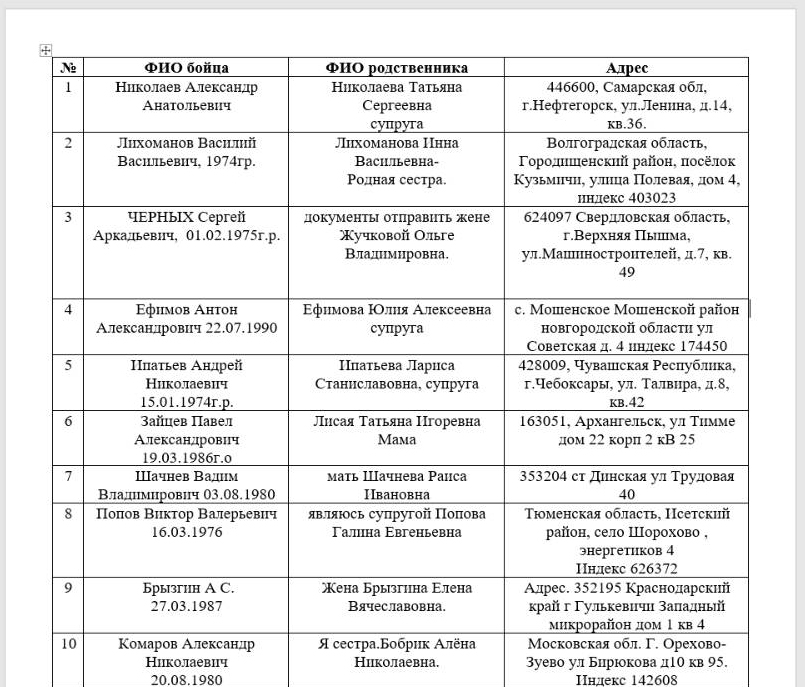 №
ФИО бойца
ФИО родственника
Адрес
1
Николаев Александр
Анатольевич
Николаева Татьяна
Сергеевна
супруга
446600, Самарская обл,
г.Нефтегорск, ул.Ленина, д.14,
кв.36.
2
Лихоманов Василий
Васильевич, 1974гр.
Лихоманова Инна
Васильевна-
Родная сестра.
Волгоградская область,
Городищенский район, посёлок
Кузьмичи, улица Полевая, дом 4,
индекс 403023
3
ЧЕРНЫХ Сергей
Аркадьевич, 01.02.1975г.р.
документы отправить жене
Жучковой Ольге
Владимировна.
624097 Свердловская область,
г.Верхняя Пышма,
ул.Машиностроителей, д.7, кв.
49
4
Ефимов Антон
Александрович 22.07.1990
Ефимова Юлия Алексеевна
супруга
с. Мошенское Мошенской район
новгородской области ул
Советская д. 4 индекс 174450
5
Ипатьев Андрей
Николаевич
15.01.1974г.р.
Ипатьева Лариса
Станиславовна, супруга
428009, Чувашская Республика,
г.Чебоксары, ул. Талвира, д.8,
кв.42
6
Зайцев Павел
Александрович
19.03.1986г.о
Лисая Татьяна Игоревна
Мама
163051, Архангельск, ул Тимме
дом 22 корп 2 кВ 25
7
Шачнев Вадим
Владимирович 03.08.1980
мать Шачнева Раиса
Ивановна
353204 ст Динская ул Трудовая
40
8
Попов Виктор Валерьевич
16.03.1976
являюсь супругой Попова
Галина Евгеньевна
Тюменская область, Исетский
район, село Шорохово ,
энергетиков 4
Индекс 626372
9
Брызгин А С.
27.03.1987
Жена Брызгина Елена
Вячеславовна.
Адрес. 352195 Краснодарский
край г Гулькевичи Западный
микрорайон дом 1 кв 4
10
Комаров Александр
Николаевич
20.08.1980
Я сестра.Бобрик Алёна
Николаевна.
Московская обл. Г. Орехово-
Зуево ул Бирюкова д10 кв 95.
Индекс 142608